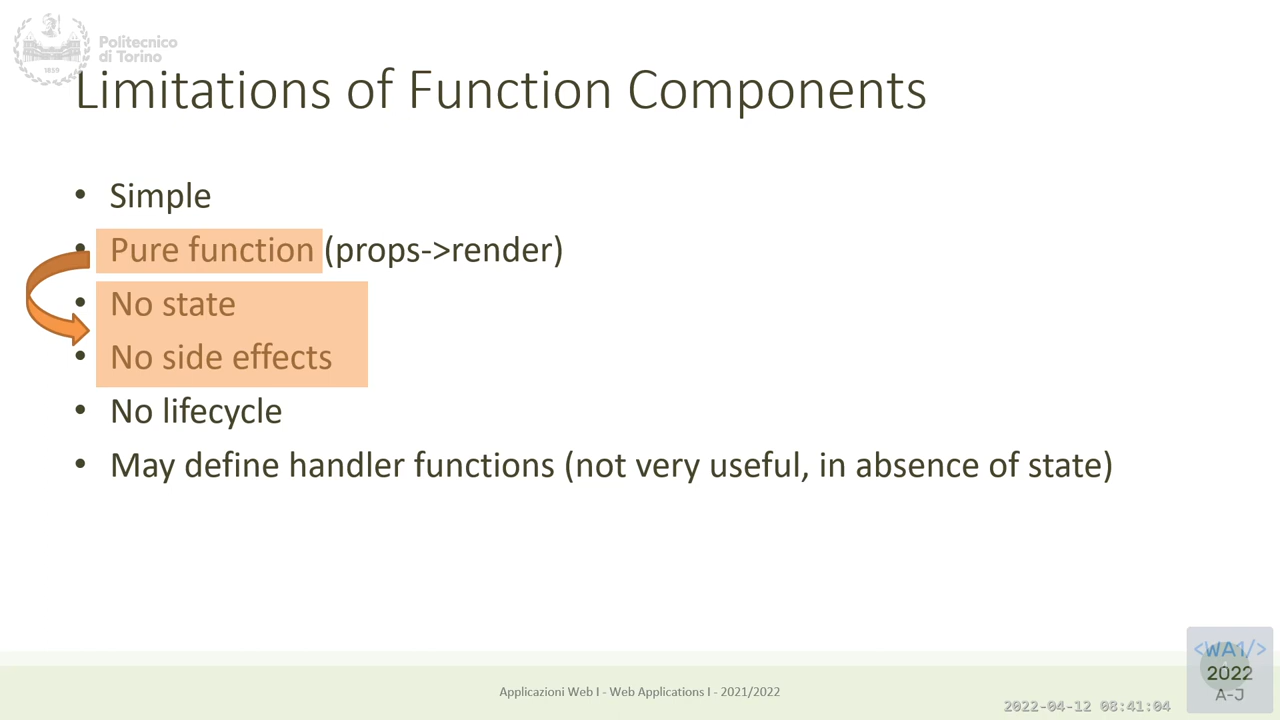 Politecnico
di Torino
1859
Limitations of Function Components
• Simple
• Pure function (props->render)
• No state
• No side effects
• No lifecycle
• May define handler functions (not very useful, in absence of state)
Applicazioni Web I - Web Applications I - 2021/2022
2022-04-12 08:41:04
<WA1/>
2022
A-J